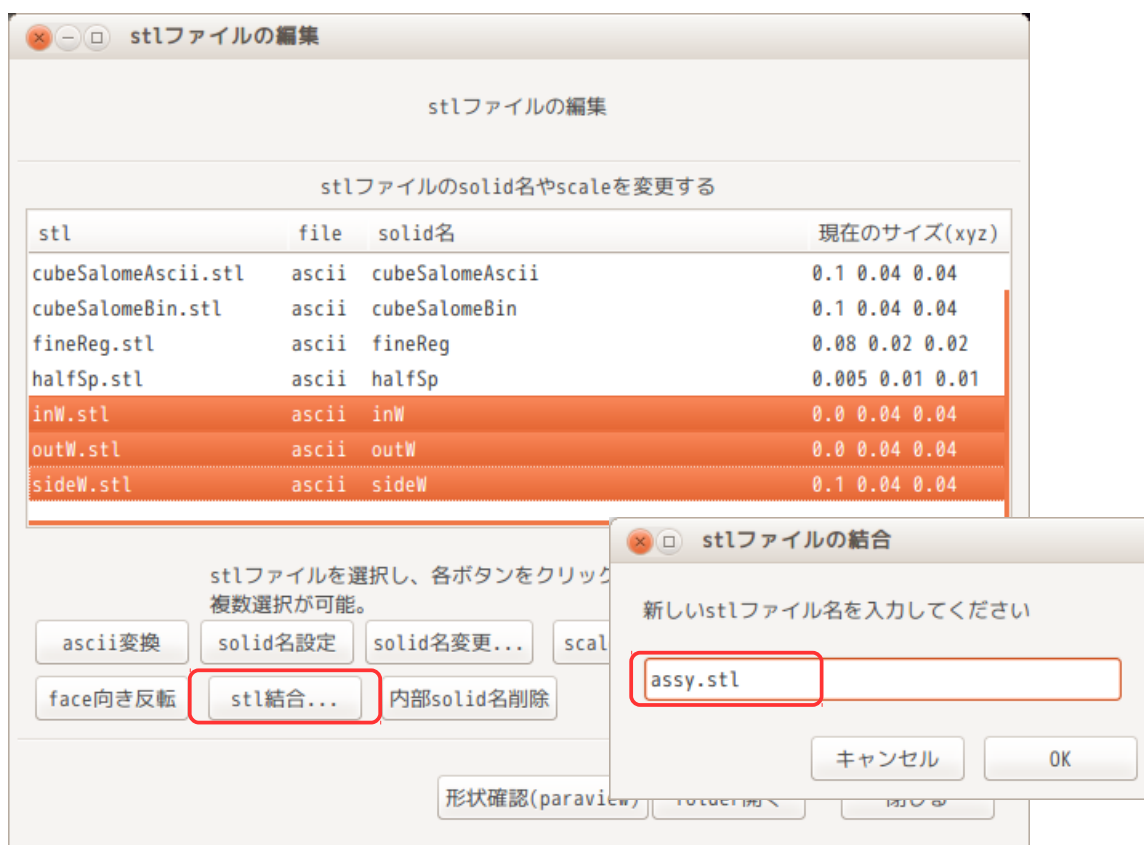 stlファイルの編集
stlファイルの編集
stlファイルのsolid名やscaleを変更する
stl file solid名 現在のサイズ(xyz)
cubeSalomeAscii.stl ascii cubeSalomeAscii 0.1 0.04 0.04
cubeSalomeBin.stl ascii cubeSalomeBin 0.1 0.04 0.04
fineReg.stl ascii fineReg 0.08 0.02 0.02
halfSp.stl ascii halfSp 0.005 0.01 0.01
inW.stl ascii inW 0.0 0.04 0.04
outW.stl ascii outW 0.0 0.04 0.04
sideW.stl ascii sideW 0.1 0.04 0.04
stlファイルを選択し、各ボタンをクリック
複数選択が可能。
ascii変換 solid名設定 solid名変更... scal
face向き反転 stl結合... 内部solid名削除
形状確認(paraview) folder開く 閉じる
stlファイルの結合
新しいstlファイル名を入力してください
assy.stl
キャンセル OK